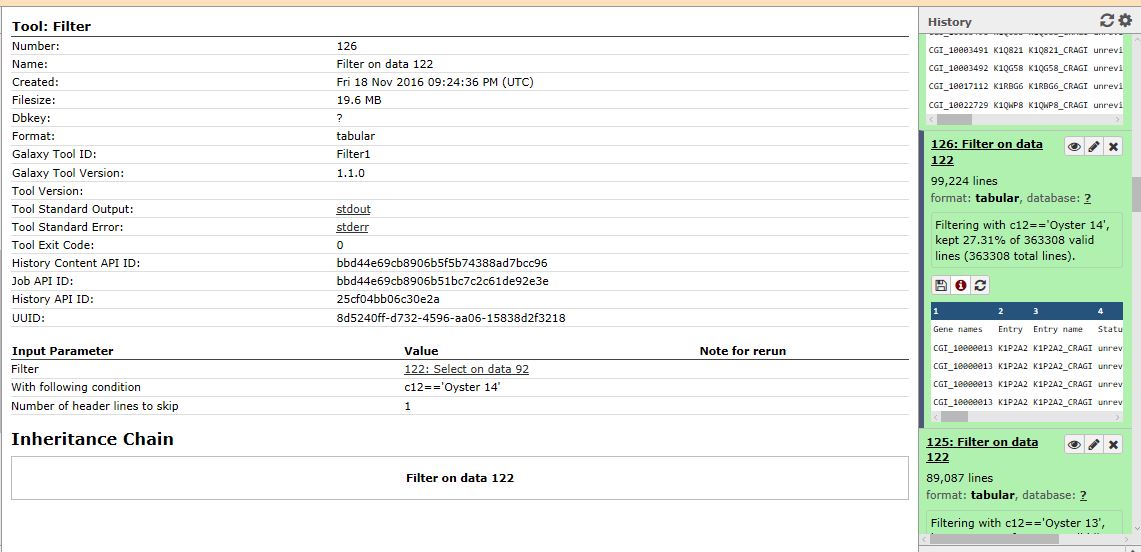 Tool: Filter
Number: 126
Name: Filter on data 122
Created: Fri 18 Nov 2016 09:24:36 PM (UTC)
Filesize: 19.6 MB
Dbkey: ?
Format: tabular
Galaxy Tool ID: Filter1
Galaxy Tool Version: 1.1.0
Tool Version:
Tool Standard Output: stdout
Tool Standard Error: stderr
Tool Exit Code: 0
History Content API ID: bbd44e69cb8906b5f5b74388ad7bcc96
Job API ID: bbd44e69cb8906b51bc7c2c61de92e3e
History API ID: 25cf04bb06c30e2a
UUID: 8d5240ff-d732-4596-aa06-15838d2f3218
Input Parameter Value Note for rerun
Filter 122: Select on data 92
With following condition c12=='Oyster 14'
Number of header lines to skip 1
Inheritance Chain
Filter on data 122
History
CGI_10003491 K1Q821 K1Q821_CRAGI unrevi
CGI_10003492 K1QG58 K1QG58_CRAGI unrevi
CGI_10017112 K1RBG6 K1RBG6_CRAGI unrevi
CGI_10022729 K1QWP8 K1QWP8_CRAGI unrevi
126: Filter on data
122
99,224 lines
format: tabular, database: ?
Filtering with c12=='Oyster 14',
kept 27.31% of 363308 valid
lines (363308 total lines).
1 2 3 4
Gene names Entry Entry name Statu
CGI_10000013 K1P2A2 K1P2A2_CRAGI unrev
CGI_10000013 K1P2A2 K1P2A2_CRAGI unrev
CGI_10000013 K1P2A2 K1P2A2_CRAGI unrev
CGI_10000013 K1P2A2 K1P2A2_CRAGI unrev
125: Filter on data
122
89,087 lines
format: tabular, database: ?
Filtering with c12=='Oyster 13',